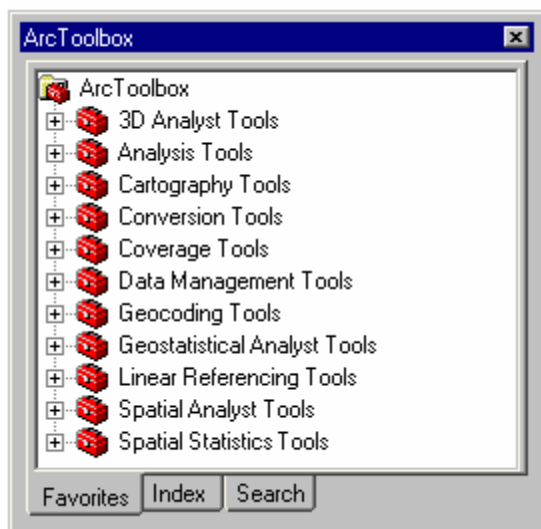 ArcToolbox
ArcToolbox
3D Analyst Tools
Analysis Tools
Cartography Tools
Conversion Tools
Coverage Tools
Data Management Tools
Geocoding Tools
Geostatistical Analyst Tools
Linear Referencing Tools
Spatial Analyst Tools
Spatial Statistics Tools
Favorites Index Search